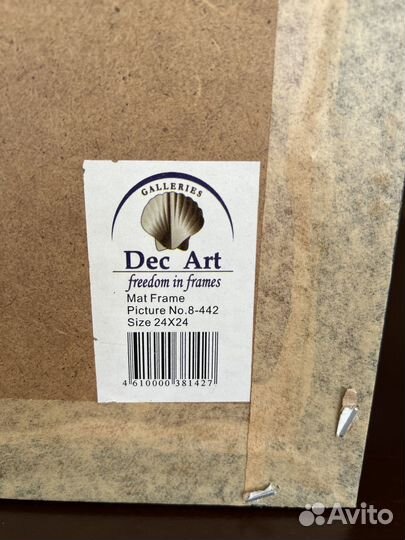 GALLERIES
Dec Art
freedom in frames
Mat Frame
Picture No.8-442
Size 24X24
4 610000 381427
Avito